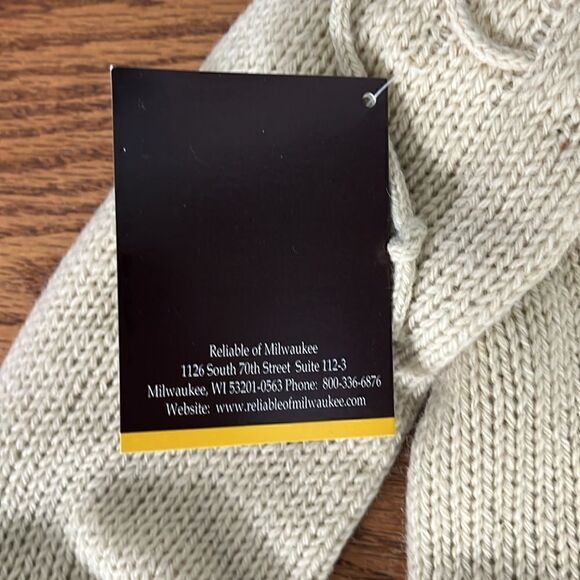 Reliable of Milwaukee
1126 South 70th Street Suite 112-3
Milwaukee, WI 53201-0563 Phone: 800-336-6876
Website: www.reliableofmilwaukee.com